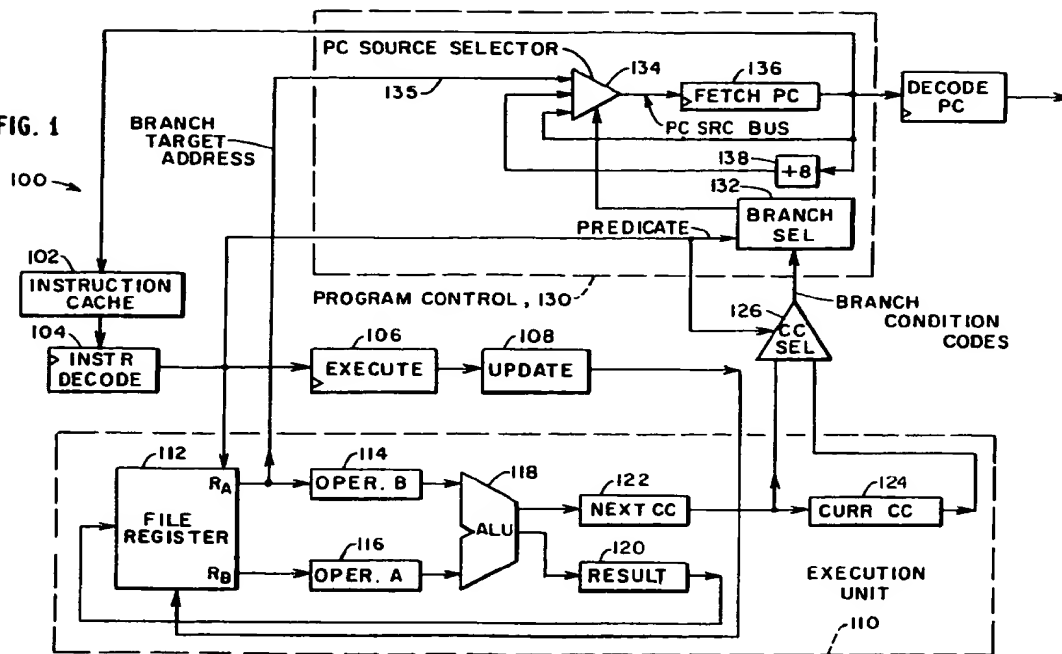 PC SOURCE SELECTOR
134
136
FETCH PC
DECODE
PC
135
PC SRC BUS
FIG. 1
BRANCH
TARGET
ADDRESS
138
+8
100
132
BRANCH
SEL
PREDICATE
102
INSTRUCTION
CACHE
PROGRAM CONTROL, 130
126
CC
SEL
BRANCH
CONDITION
CODES
104
INSTR
DECODE
106
EXECUTE
108
UPDATE
112
FILE
REGISTER
RA
RB
114
OPER. B
116
OPER. A
118
ALU
122
NEXT CC
124
CURR CC
120
RESULT
EXECUTION
UNIT
110